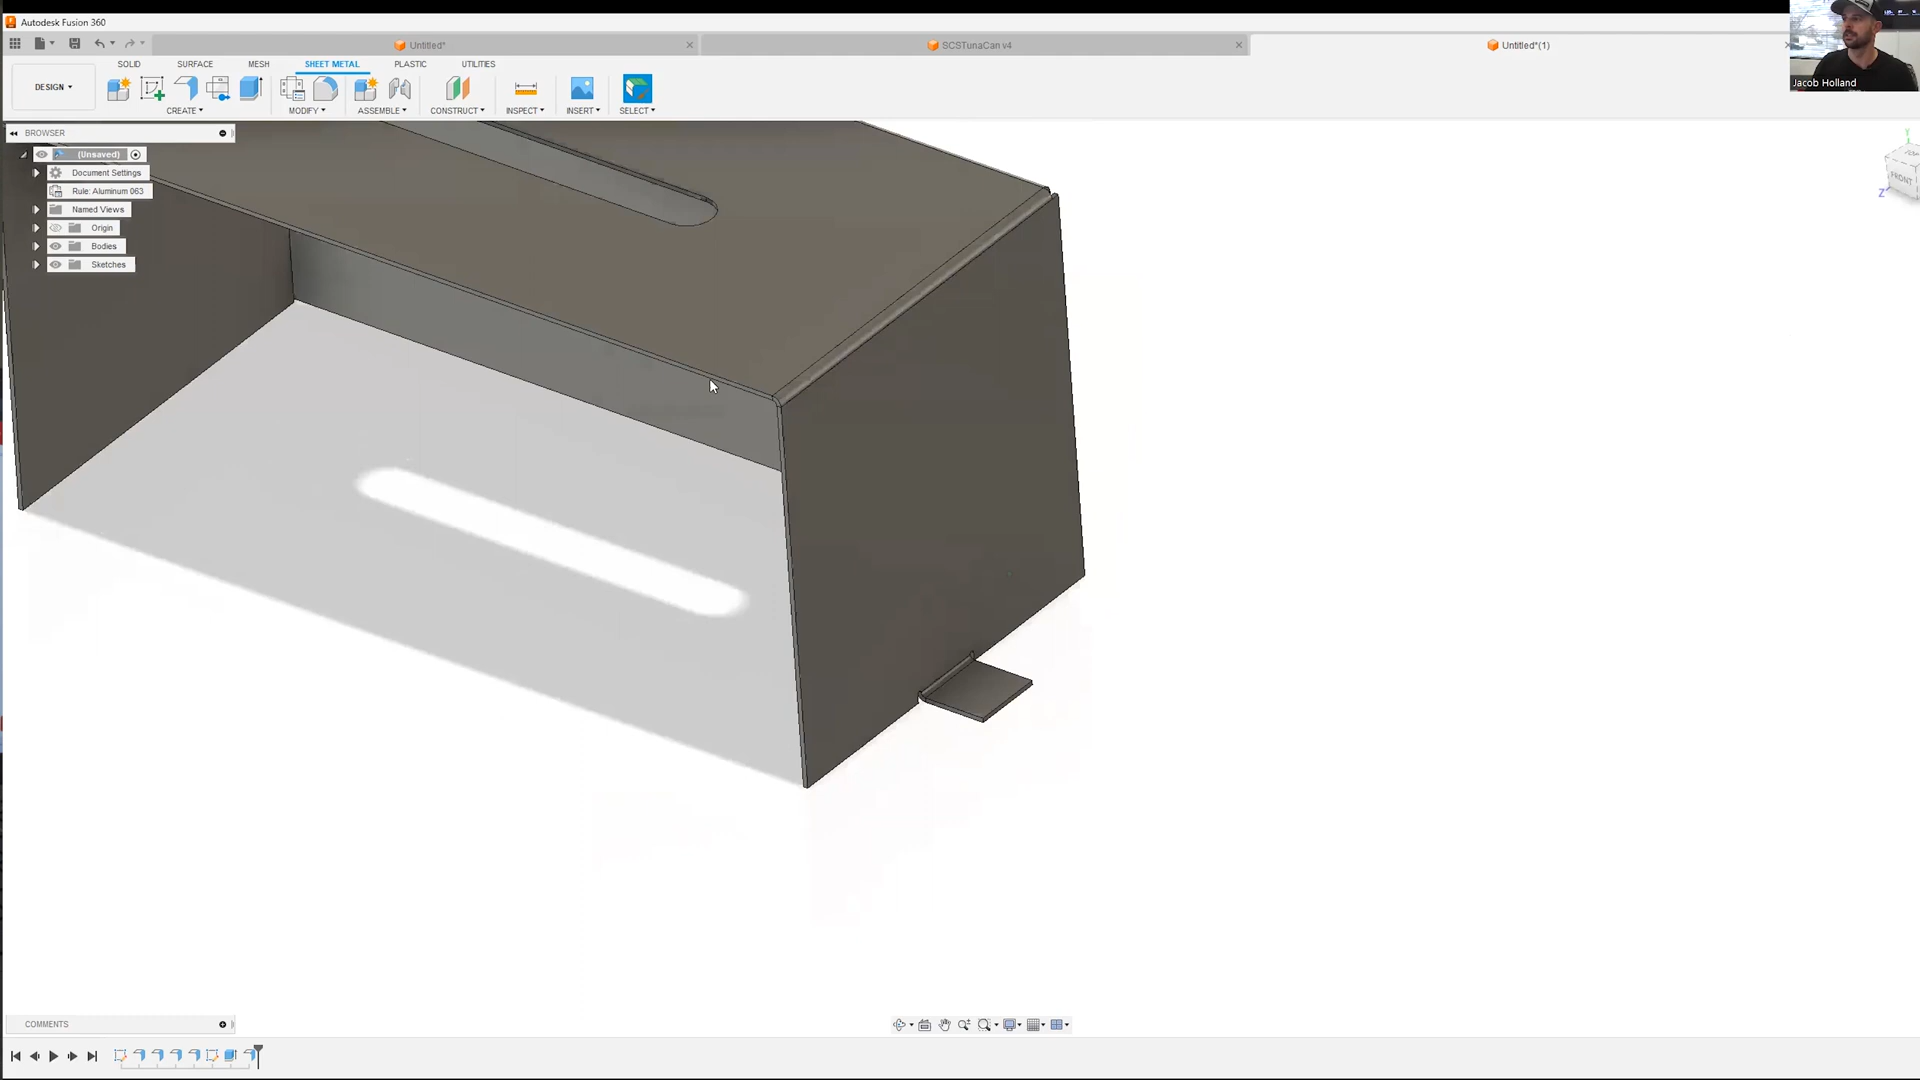 Autodesk Fusion 360
Untitled*
SCSTunaCan v4
Untitled*(1)
Jacob Holland
DESIGN
SOLID
SURFACE
MESH
SHEET METAL
PLASTIC
UTILITIES
CREATE
MODIFY
ASSEMBLE
CONSTRUCT
INSPECT
INSERT
SELECT
BROWSER
(Unsaved)
Document Settings
Rule: Aluminum 063
Named Views
Origin
Bodies
Sketches
Y
FRONT
Z
COMMENTS